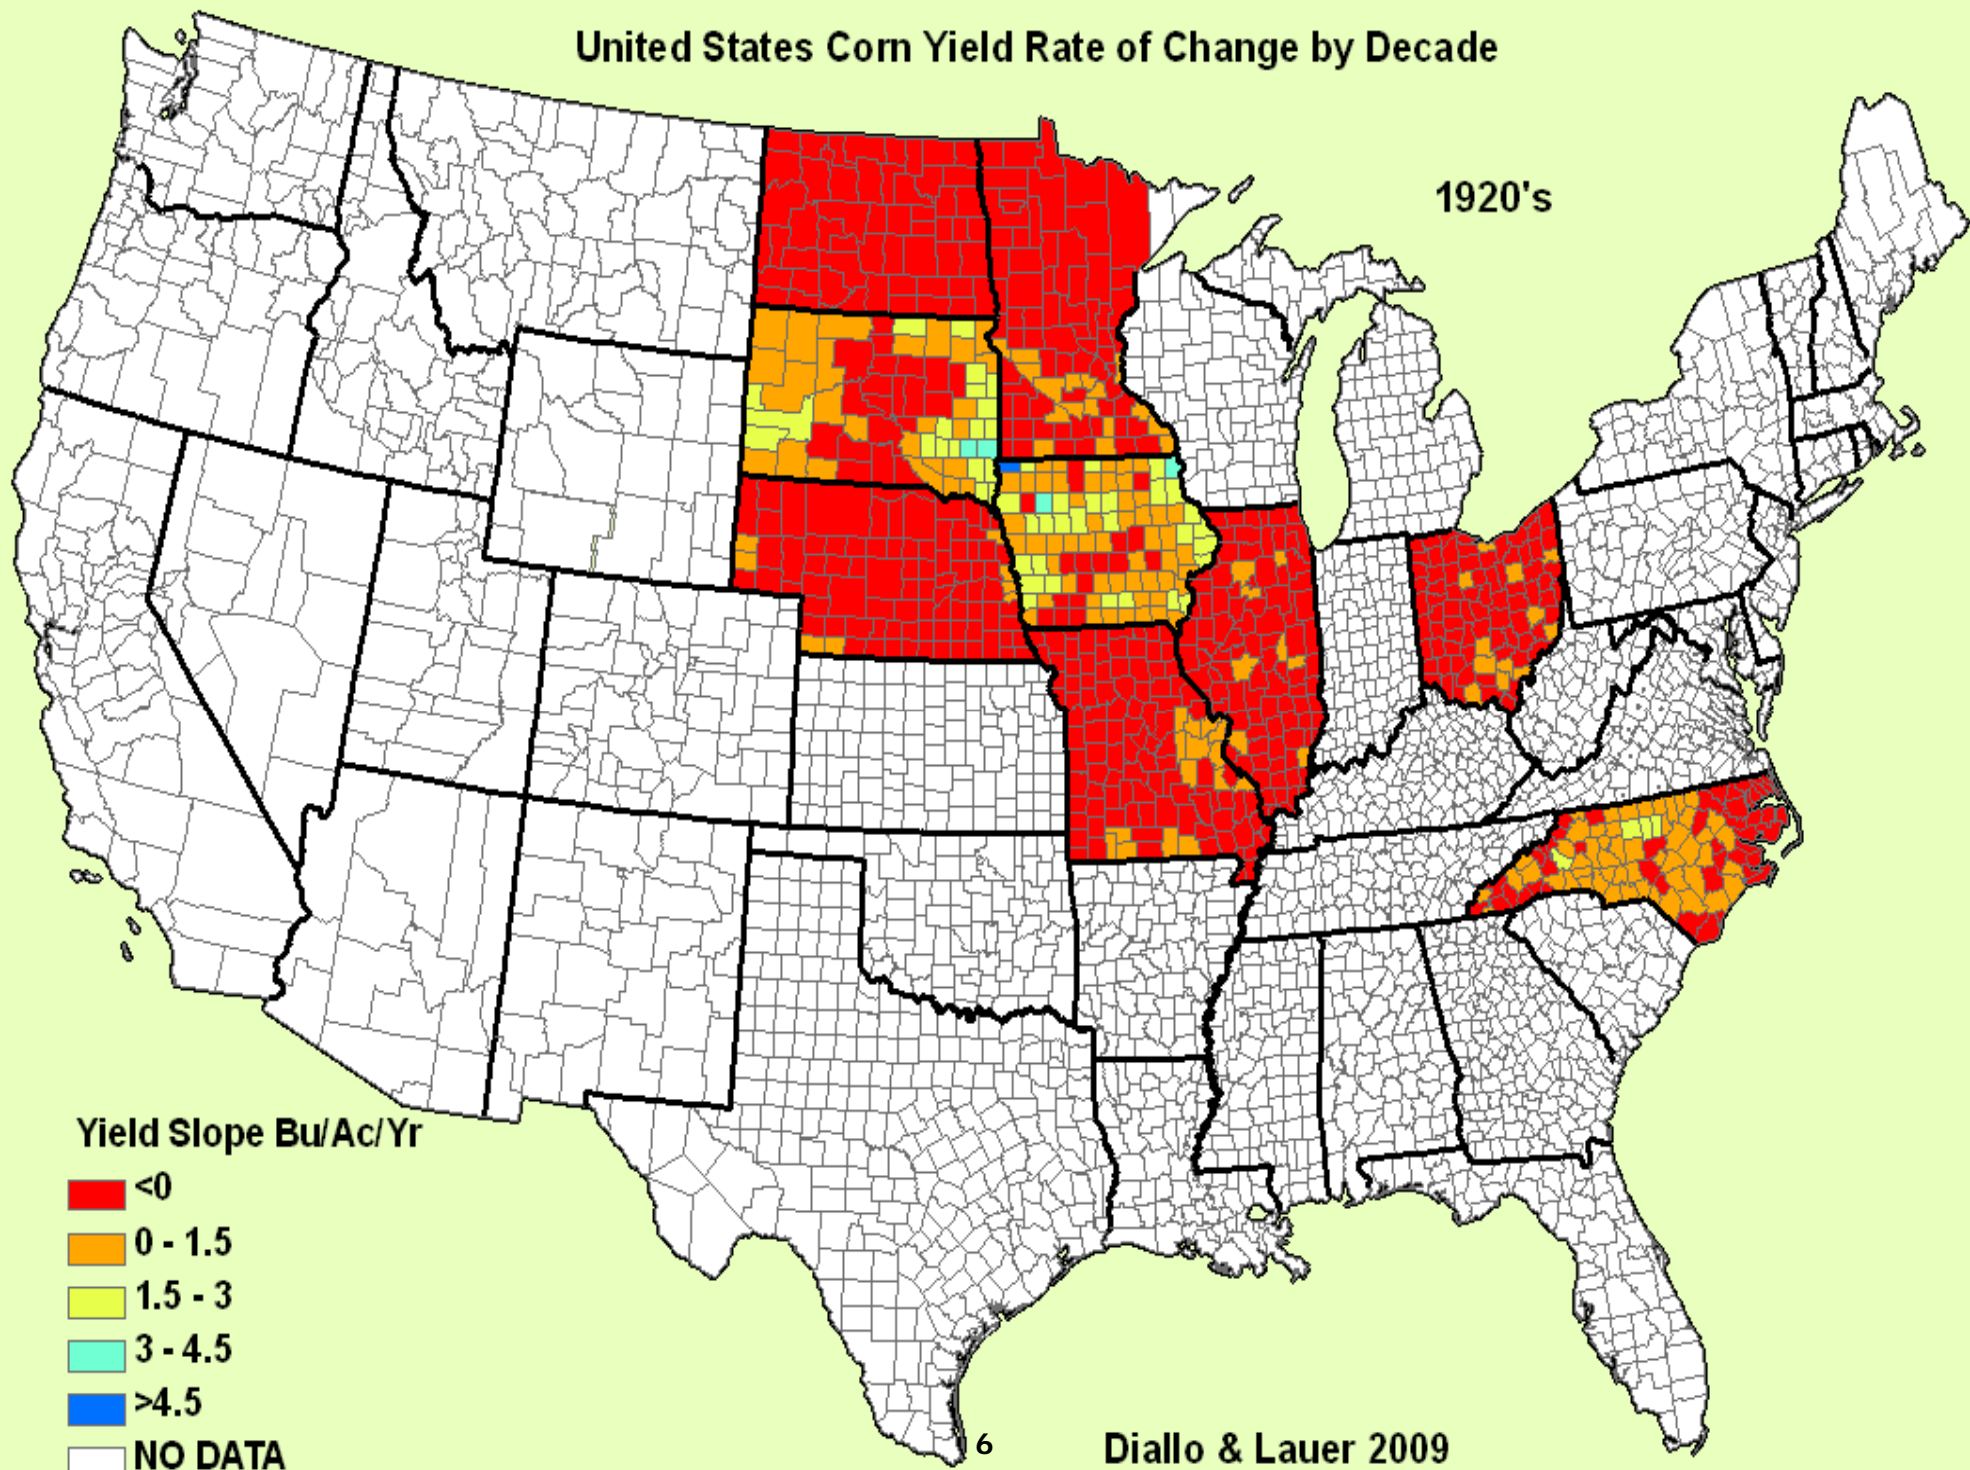 United States Corn Yield Rate of Change by Decade
1920's
Yield Slope Bu/Ac/Yr
<0
0 - 1.5
1.5 - 3
3 - 4.5
>4.5
NO DATA
6
Diallo & Lauer 2009